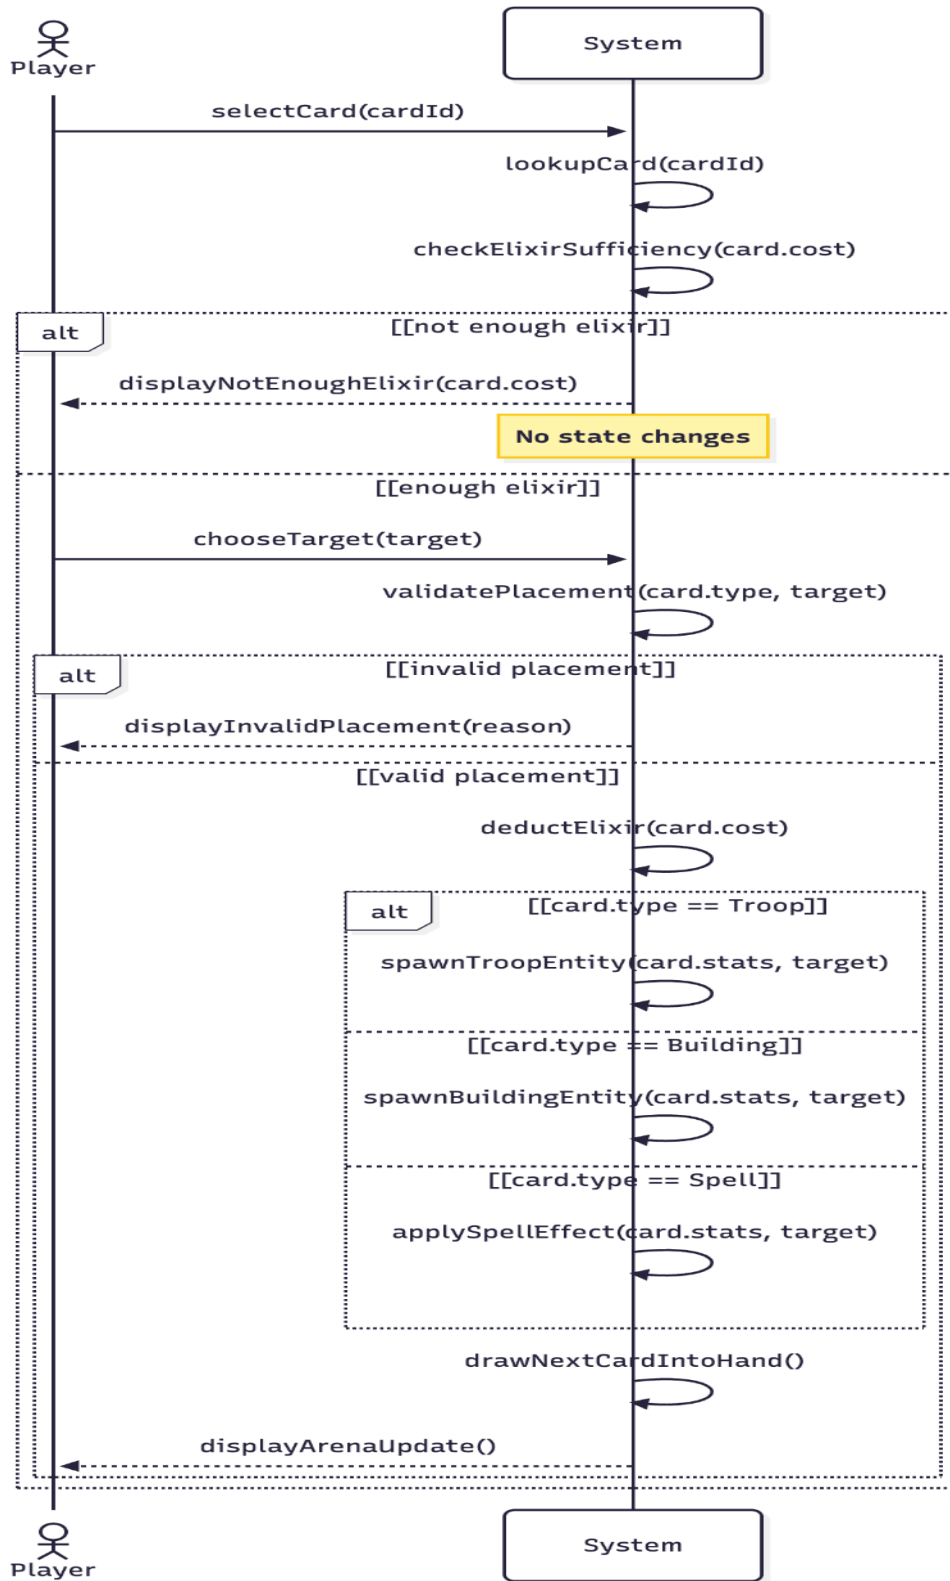 Player
System
selectCard(cardId)
lookupCard(cardId)
checkElixirSufficiency(card.cost)
alt
[[not enough elixir]]
displayNotEnoughElixir(card.cost)
No state changes
[[enough elixir]]
chooseTarget(target)
validatePlacement(card.type, target)
alt
[[invalid placement]]
displayInvalidPlacement(reason)
[[valid placement]]
deductElixir(card.cost)
alt
[[card.type == Troop]]
spawnTroopEntity(card.stats, target)
[[card.type == Building]]
spawnBuildingEntity(card.stats, target)
[[card.type == Spell]]
applySpellEffect(card.stats, target)
drawNextCardIntoHand()
displayArenaUpdate()
Player
System